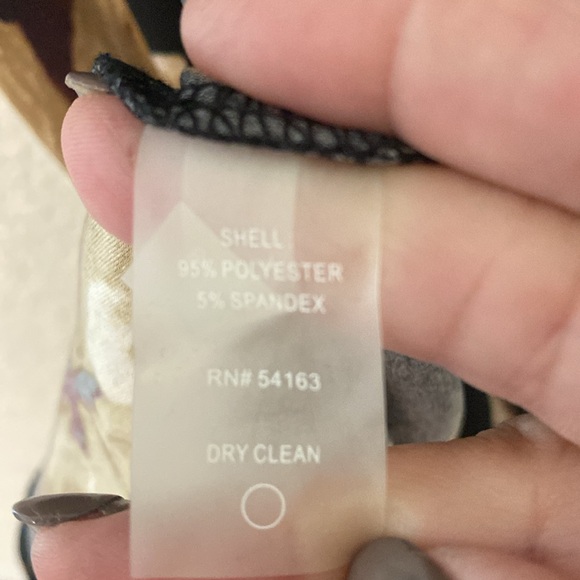 SHELL
95% POLYESTER
5% SPANDEX
RN# 54163
DRY CLEAN